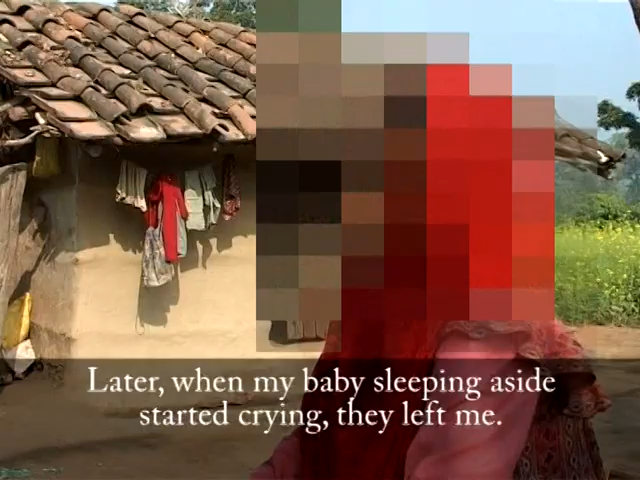 Later, when my baby sleeping aside
started crying, they left me.